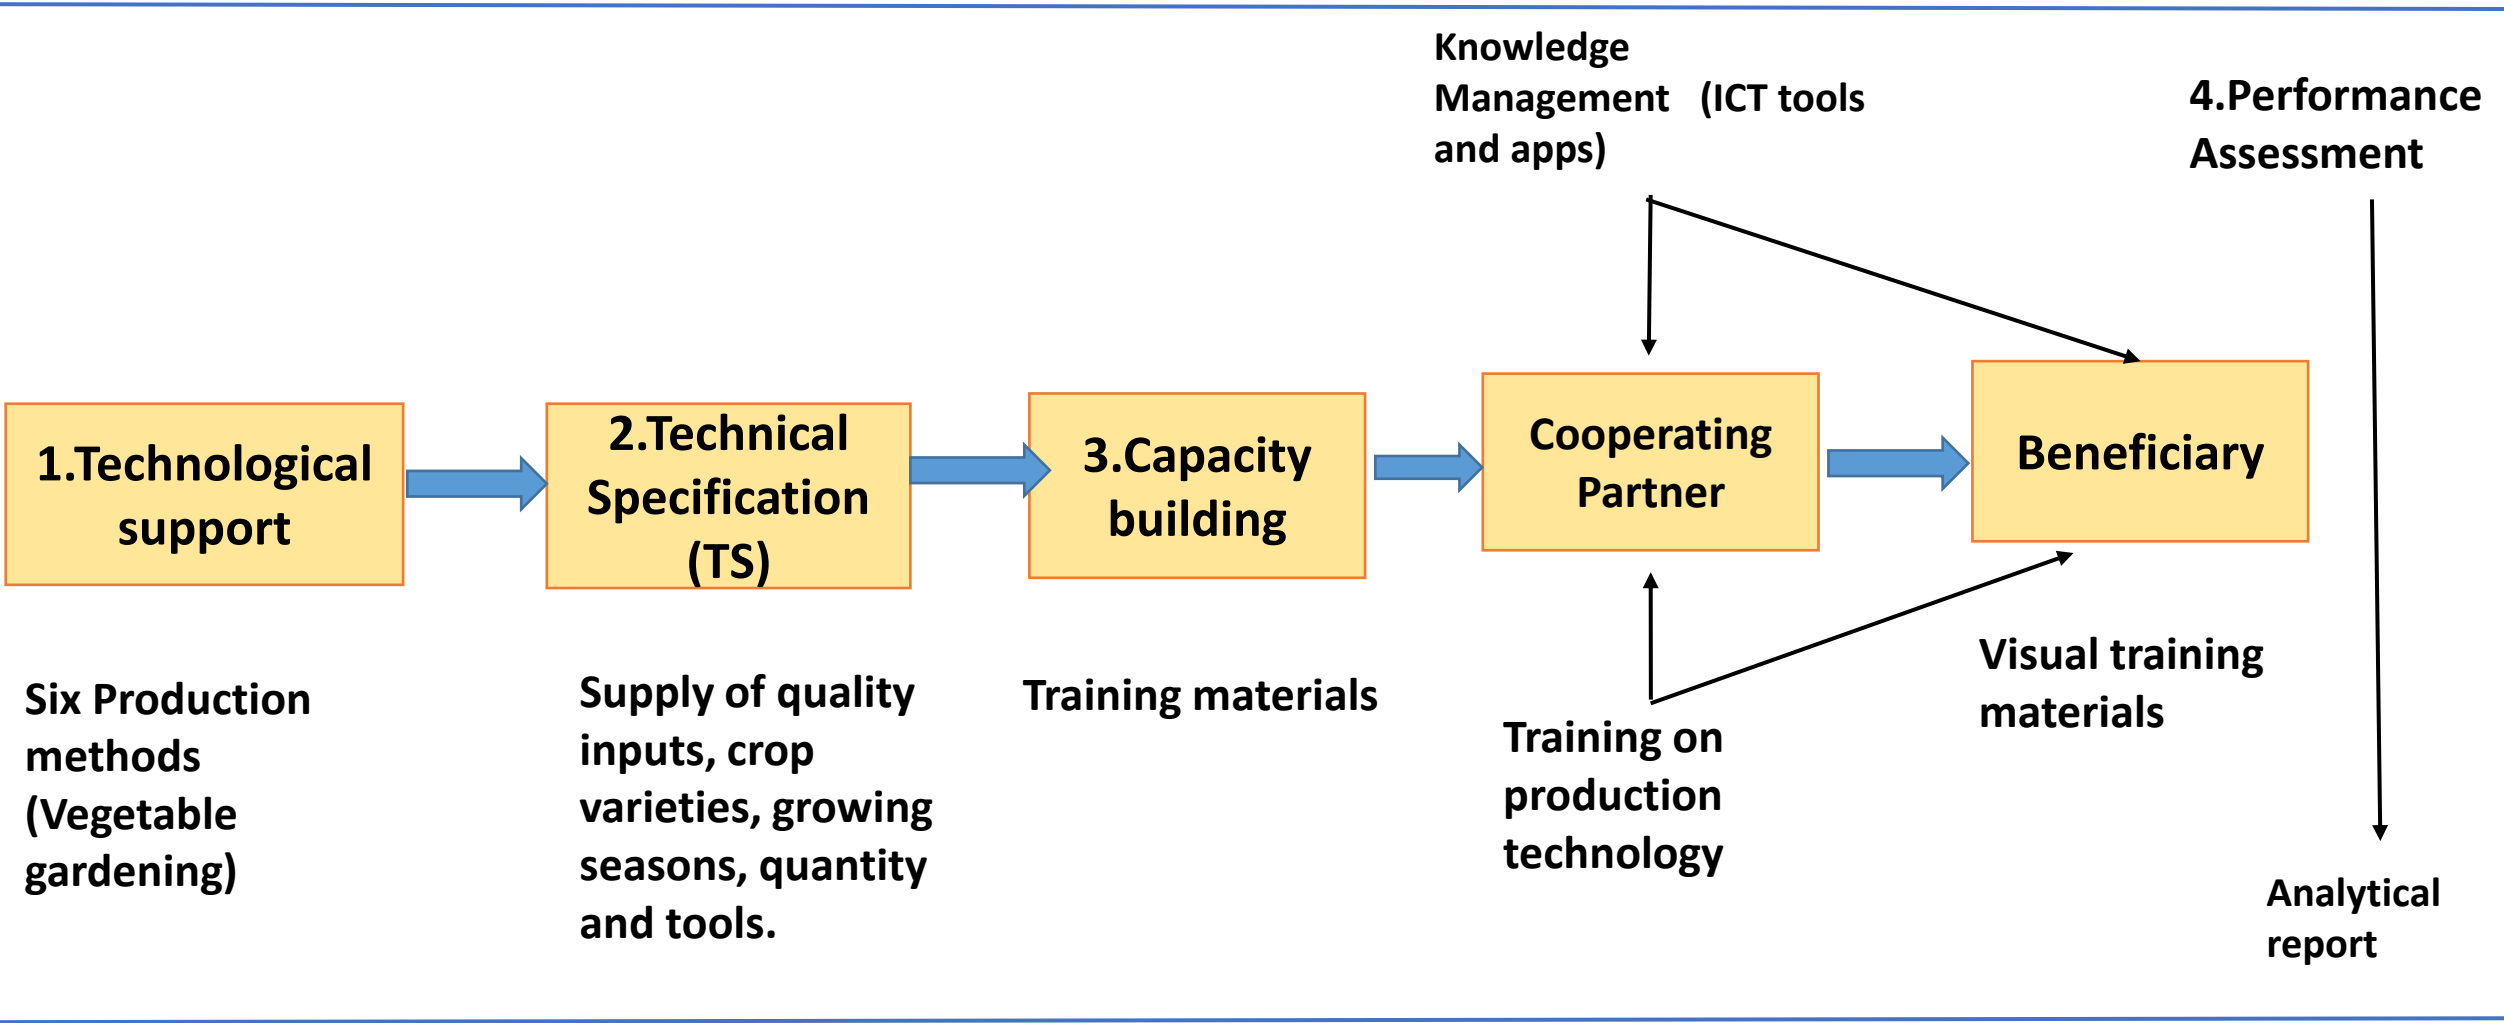 Knowledge
Management (ICT tools
and apps)
4.Performance
Assessment
1.Technological
support
2.Technical
Specification
(TS)
3.Capacity
building
Cooperating
Partner
Beneficiary
Six Production
methods
(Vegetable
gardening)
Supply of quality
inputs, crop
varieties, growing
seasons, quantity
and tools.
Training materials
Training on
production
technology
Visual training
materials
Analytical
report